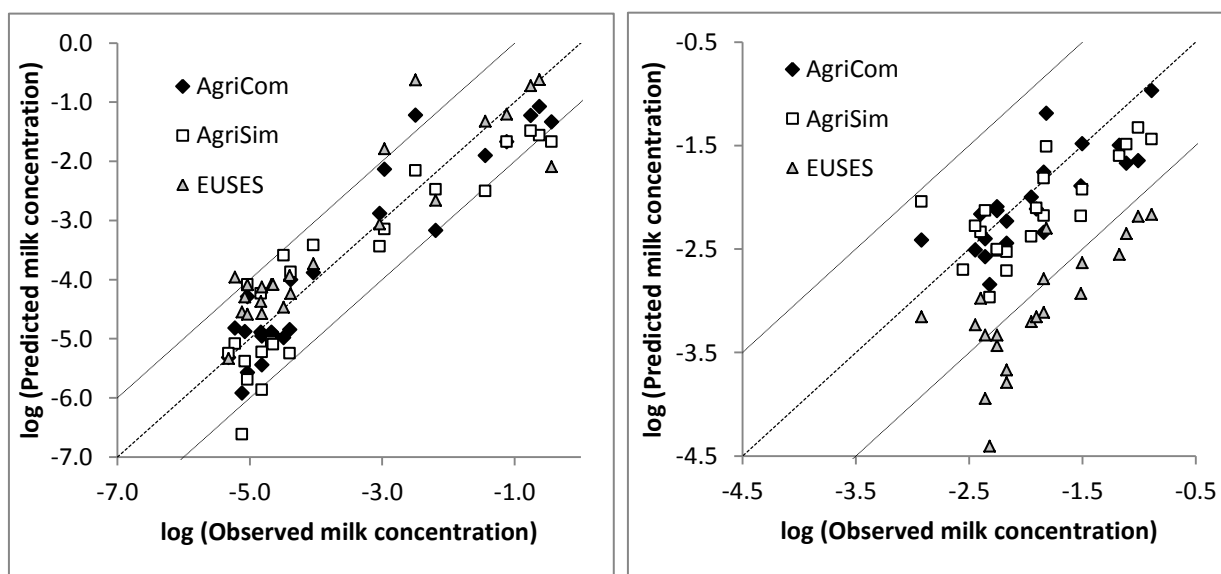 log (Predicted milk concentration)
0.0
-1.0
-2.0
-3.0
-4.0
-5.0
-6.0
-7.0
AgriCom
AgriSim
EUSES
-7.0 -5.0 -3.0 -1.0
log (Observed milk concentration)
log (Predicted milk concentration)
-0.5
-1.5
-2.5
-3.5
-4.5
AgriCom
AgriSim
EUSES
-4.5 -3.5 -2.5 -1.5 -0.5
log (Observed milk concentration)